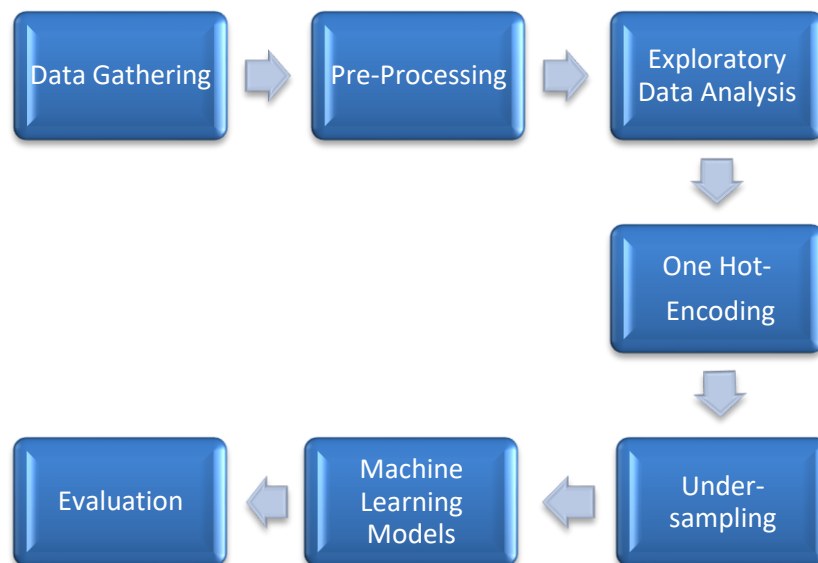 Data Gathering
Pre-Processing
Exploratory
Data Analysis
One Hot-
Encoding
Under-
sampling
Machine
Learning
Models
Evaluation